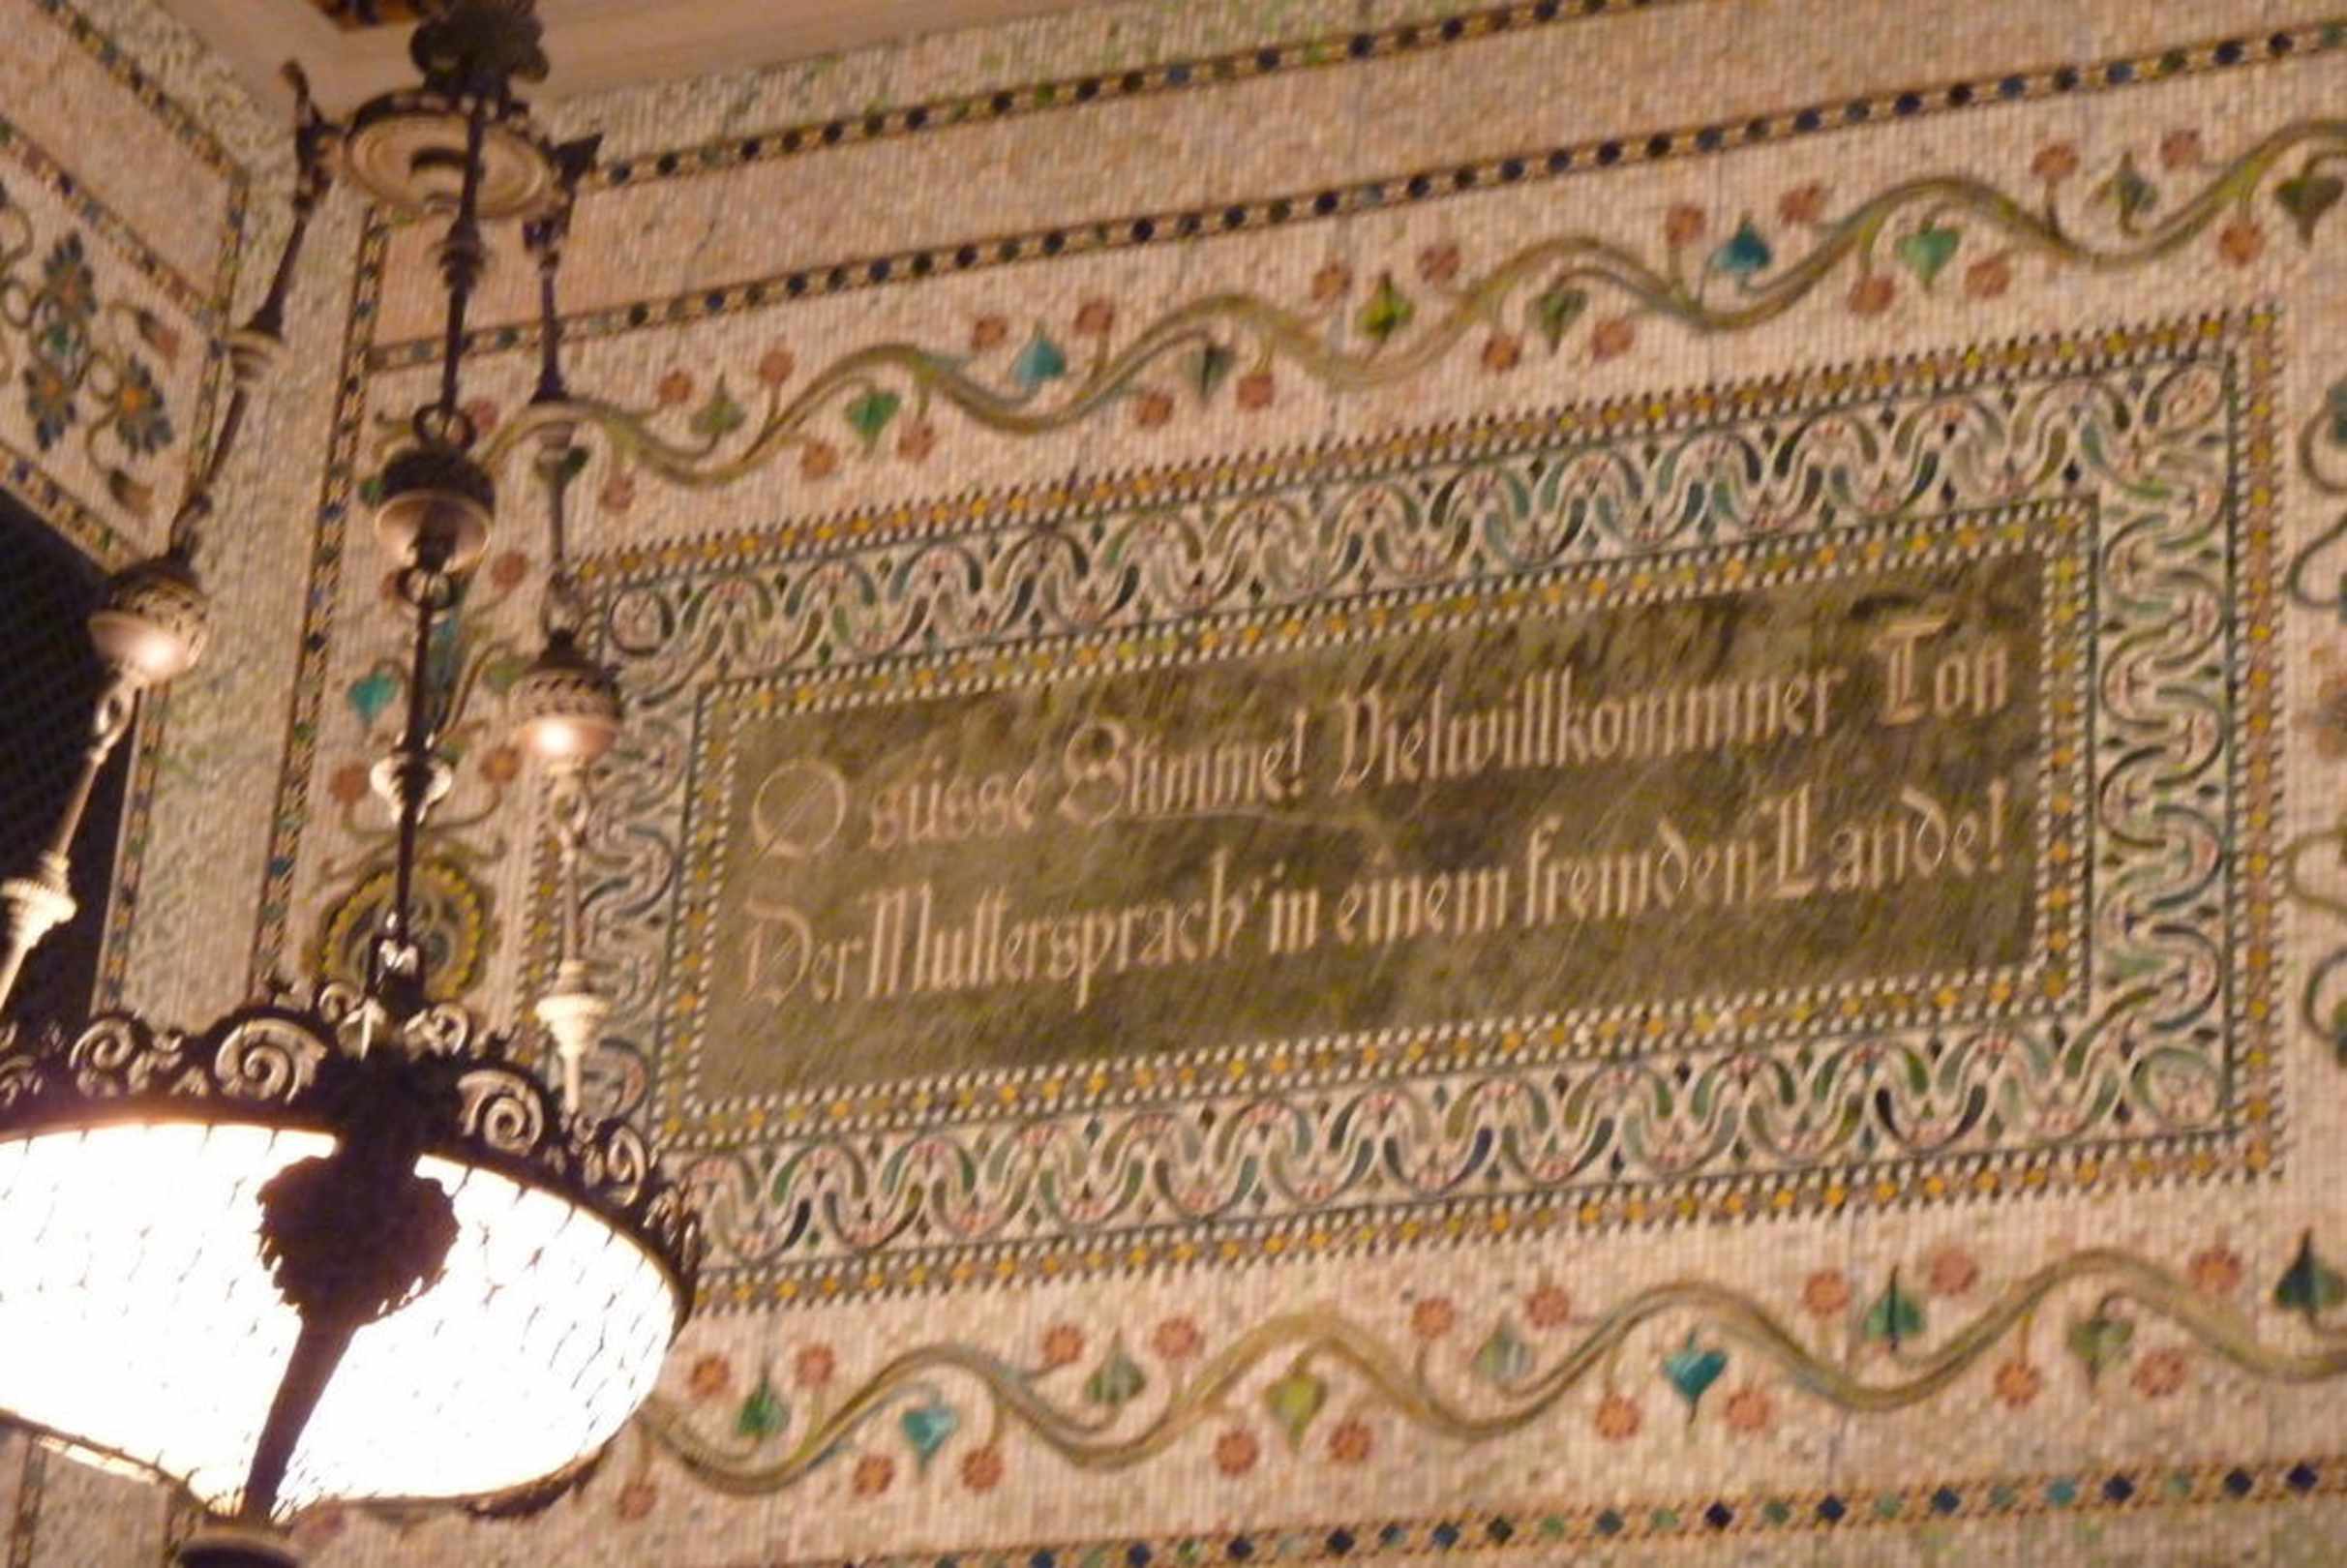 O süsse Stimme! Vielwillkommner Ton
Der Muttersprach' in einem fremden Lande!